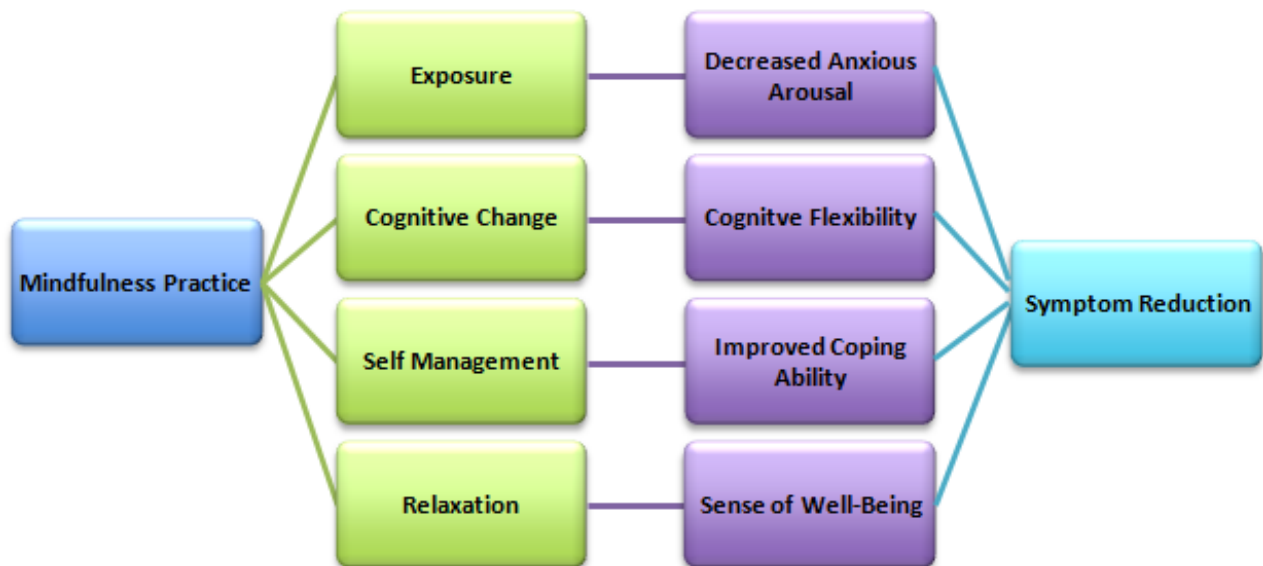 Exposure
Decreased Anxious
Arousal
Cognitive Change
Cognitve Flexibility
Mindfulness Practice
Symptom Reduction
Self Management
Improved Coping
Ability
Relaxation
Sense of Well-Being